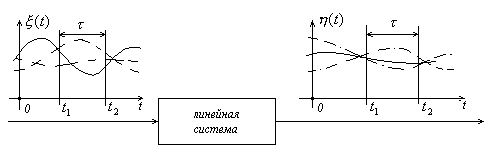 ξ(t) τ
0 t₁ t₂ t
η(t) τ
0 t₁ t₂ t
линейная
система